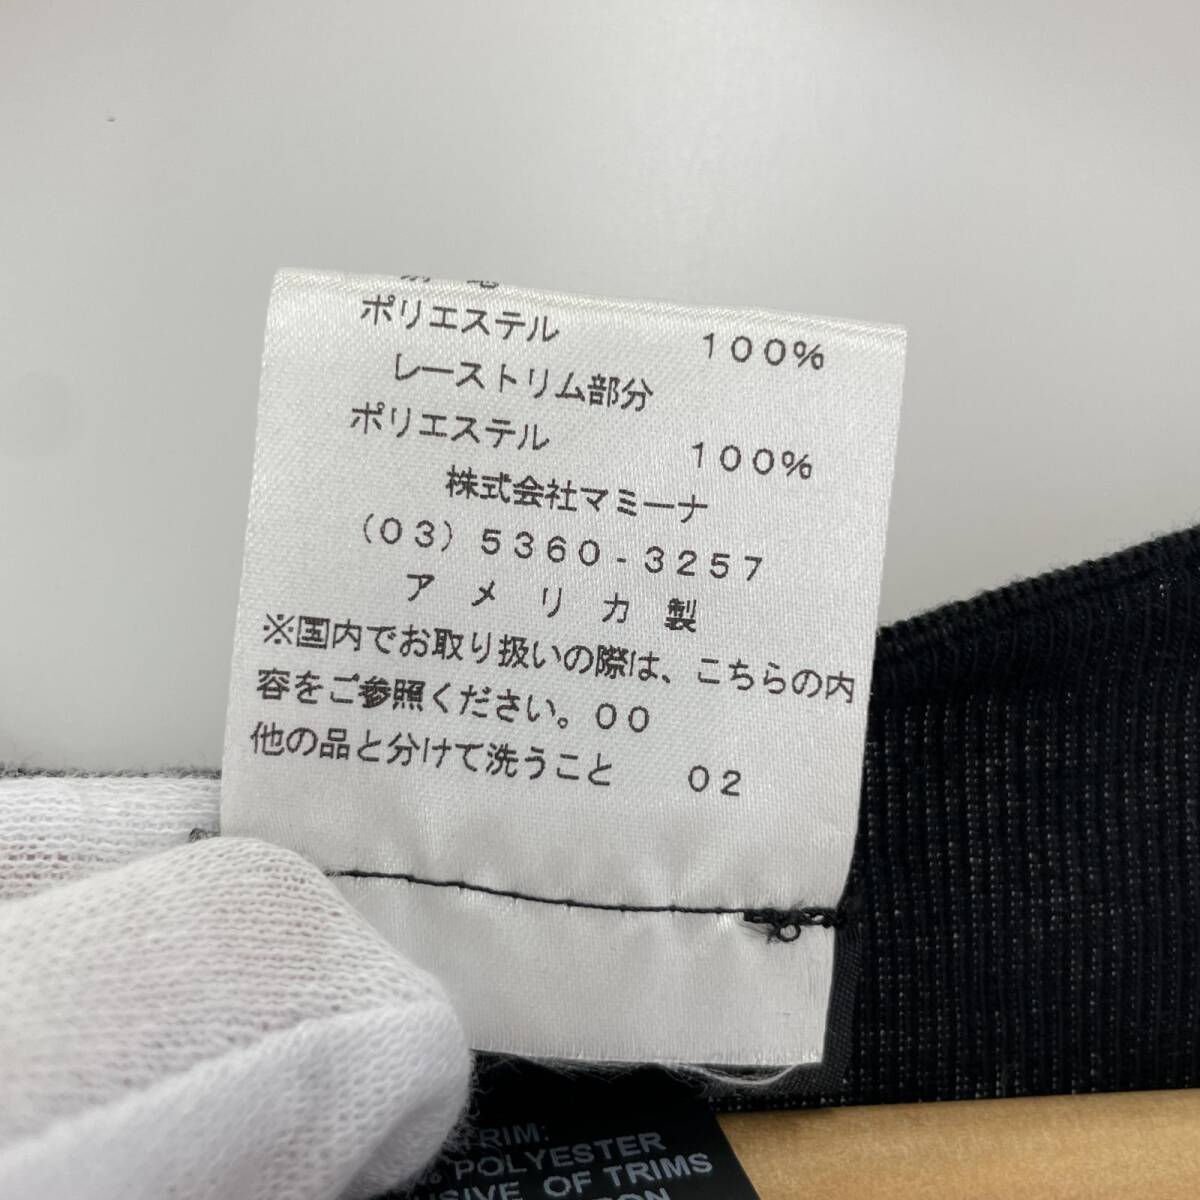 ポリエステル 100%
レーストリム部分
ポリエステル 100%
株式会社マミーナ
(03) 5360-3257
アメリカ製
※国内でお取り扱いの際は、こちらの内
容をご参照ください。00
他の品と分けて洗うこと 02
TRIM:
POLYESTER
OF TRIMS